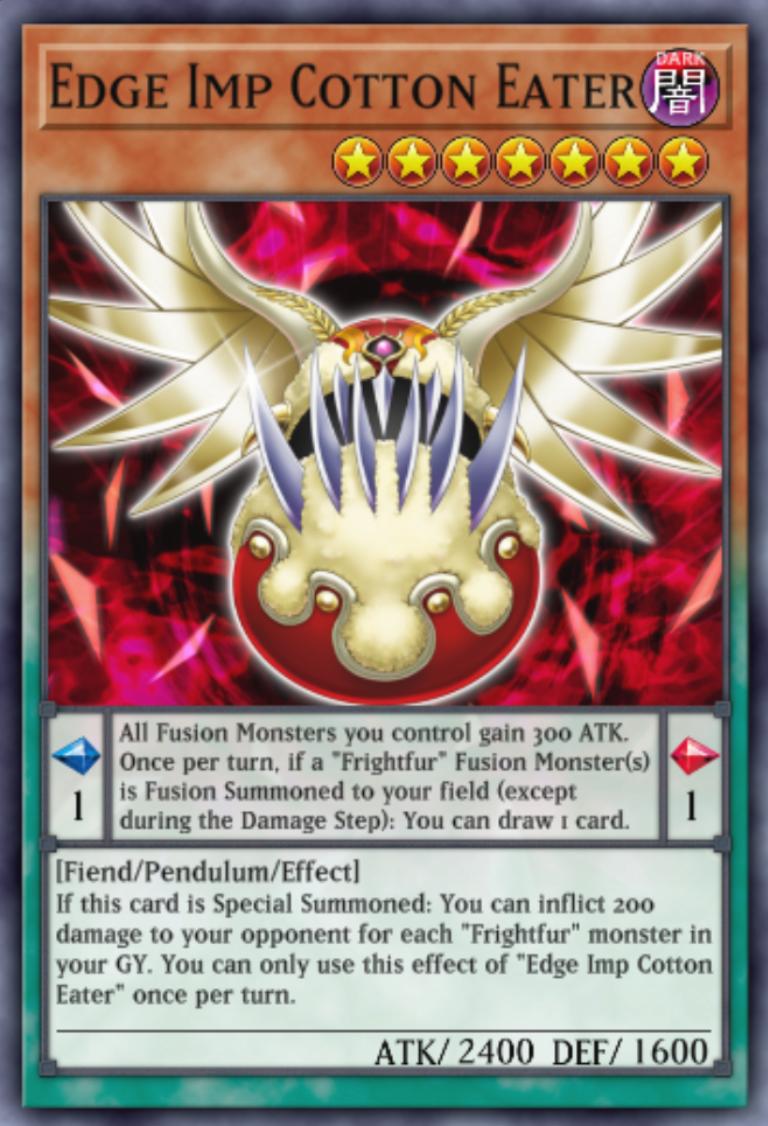 EDGE IMP COTTON EATER
DARK
闇
All Fusion Monsters you control gain 300 ATK.
Once per turn, if a "Frightfur" Fusion Monster(s)
is Fusion Summoned to your field (except
during the Damage Step): You can draw 1 card.
1
1
[Fiend/Pendulum/Effect]
If this card is Special Summoned: You can inflict 200
damage to your opponent for each "Frightfur" monster in
your GY. You can only use this effect of "Edge Imp Cotton
Eater" once per turn.
ATK/ 2400 DEF/ 1600